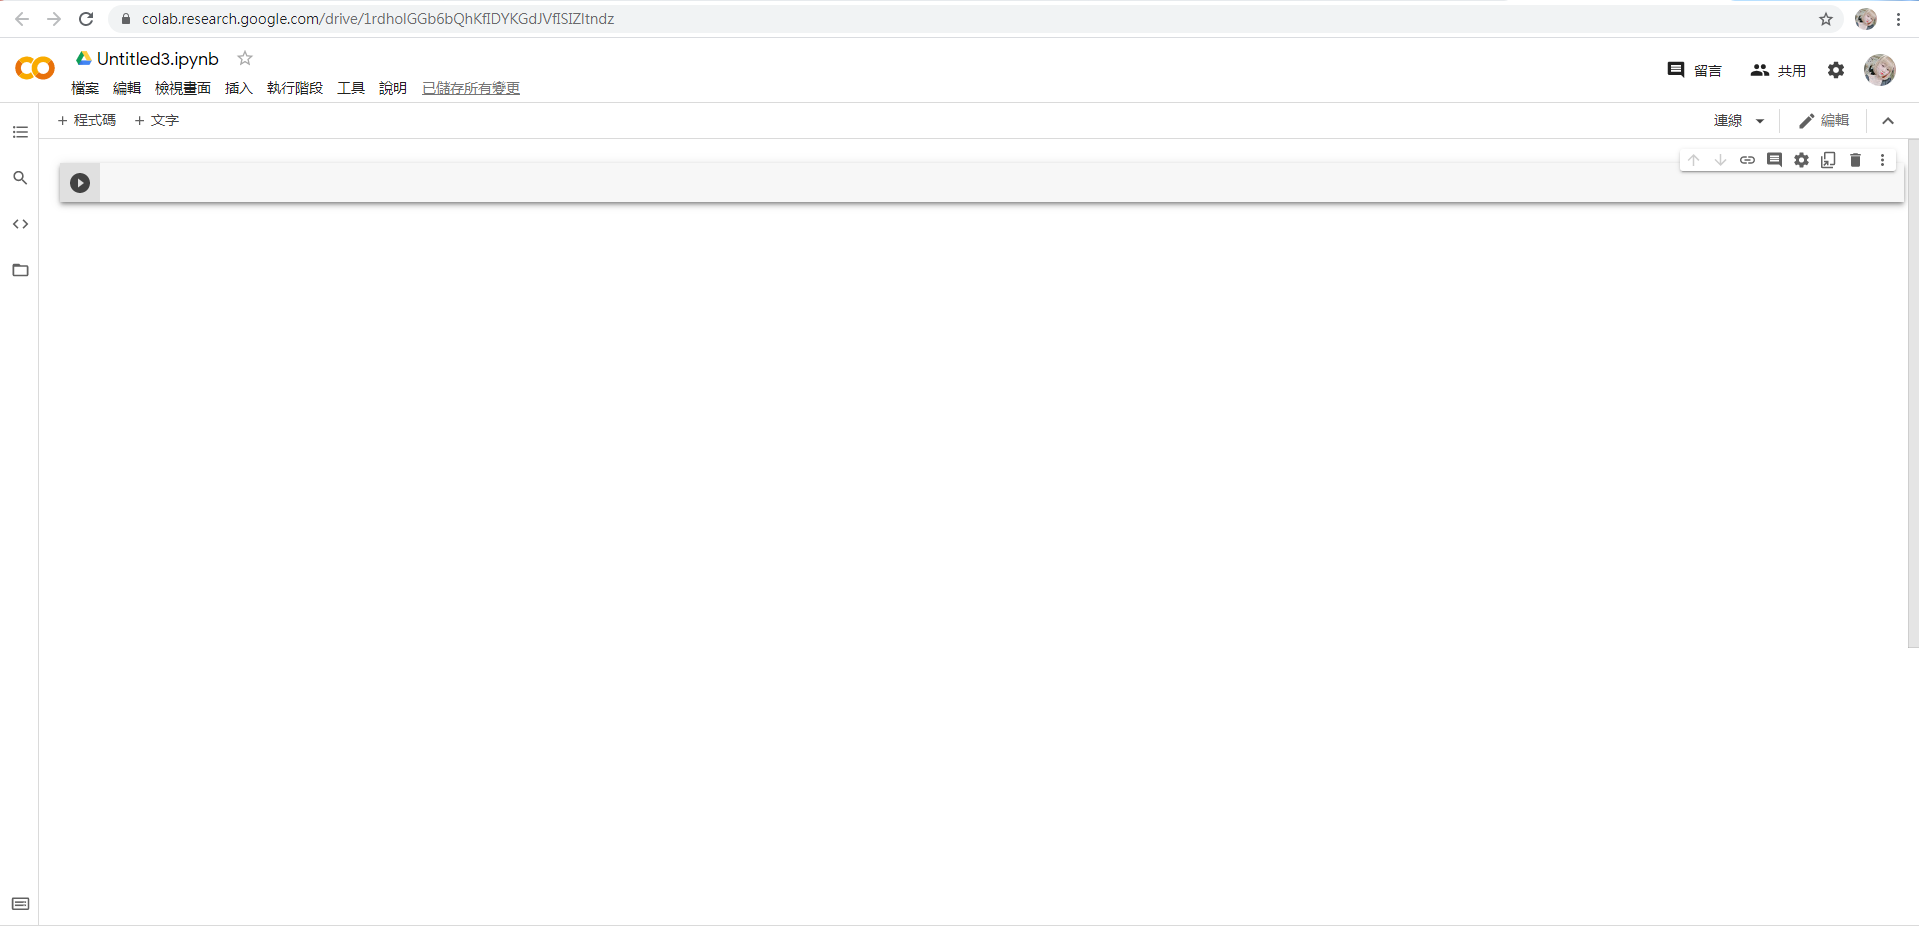 colab.research.google.com/drive/1rdholGGb6bQhKfIDYKGdJVfISIZltndz
CO Untitled3.ipynb
檔案 編輯 檢視畫面 插入 執行階段 工具 說明 已儲存所有變更
留言 共用
+ 程式碼 + 文字
連線 編輯